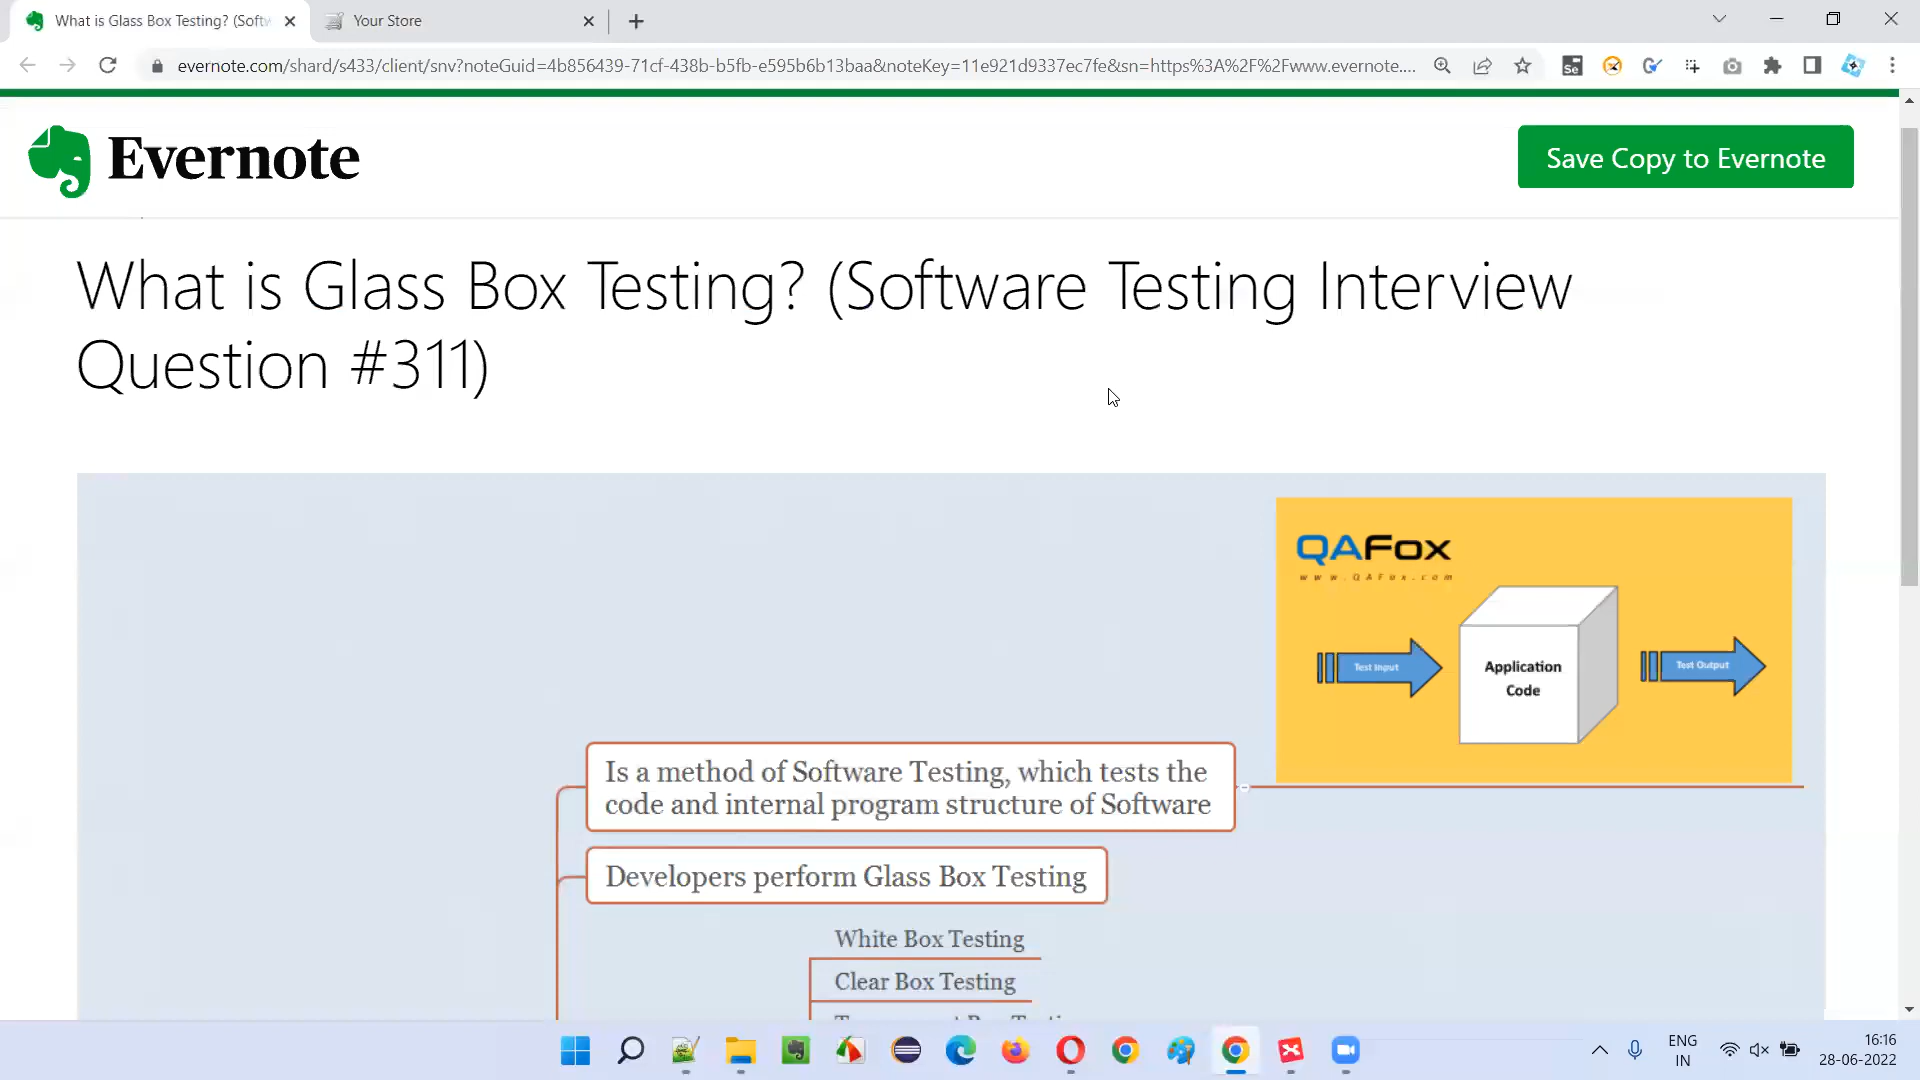 What is Glass Box Testing? (Softw
Your Store
evernote.com/shard/s433/client/snv?noteGuid=4b856439-71cf-438b-b5fb-e595b6b13baa&noteKey=11e921d9337ec7fe&sn=https%3A%2F%2Fwww.evernote....
Evernote
Save Copy to Evernote
What is Glass Box Testing? (Software Testing Interview
Question #311)
QAFox
www.QAFox.com
Test Input
Application
Code
Test Output
Is a method of Software Testing, which tests the
code and internal program structure of Software
Developers perform Glass Box Testing
White Box Testing
Clear Box Testing
ENG
IN
16:16
28-06-2022